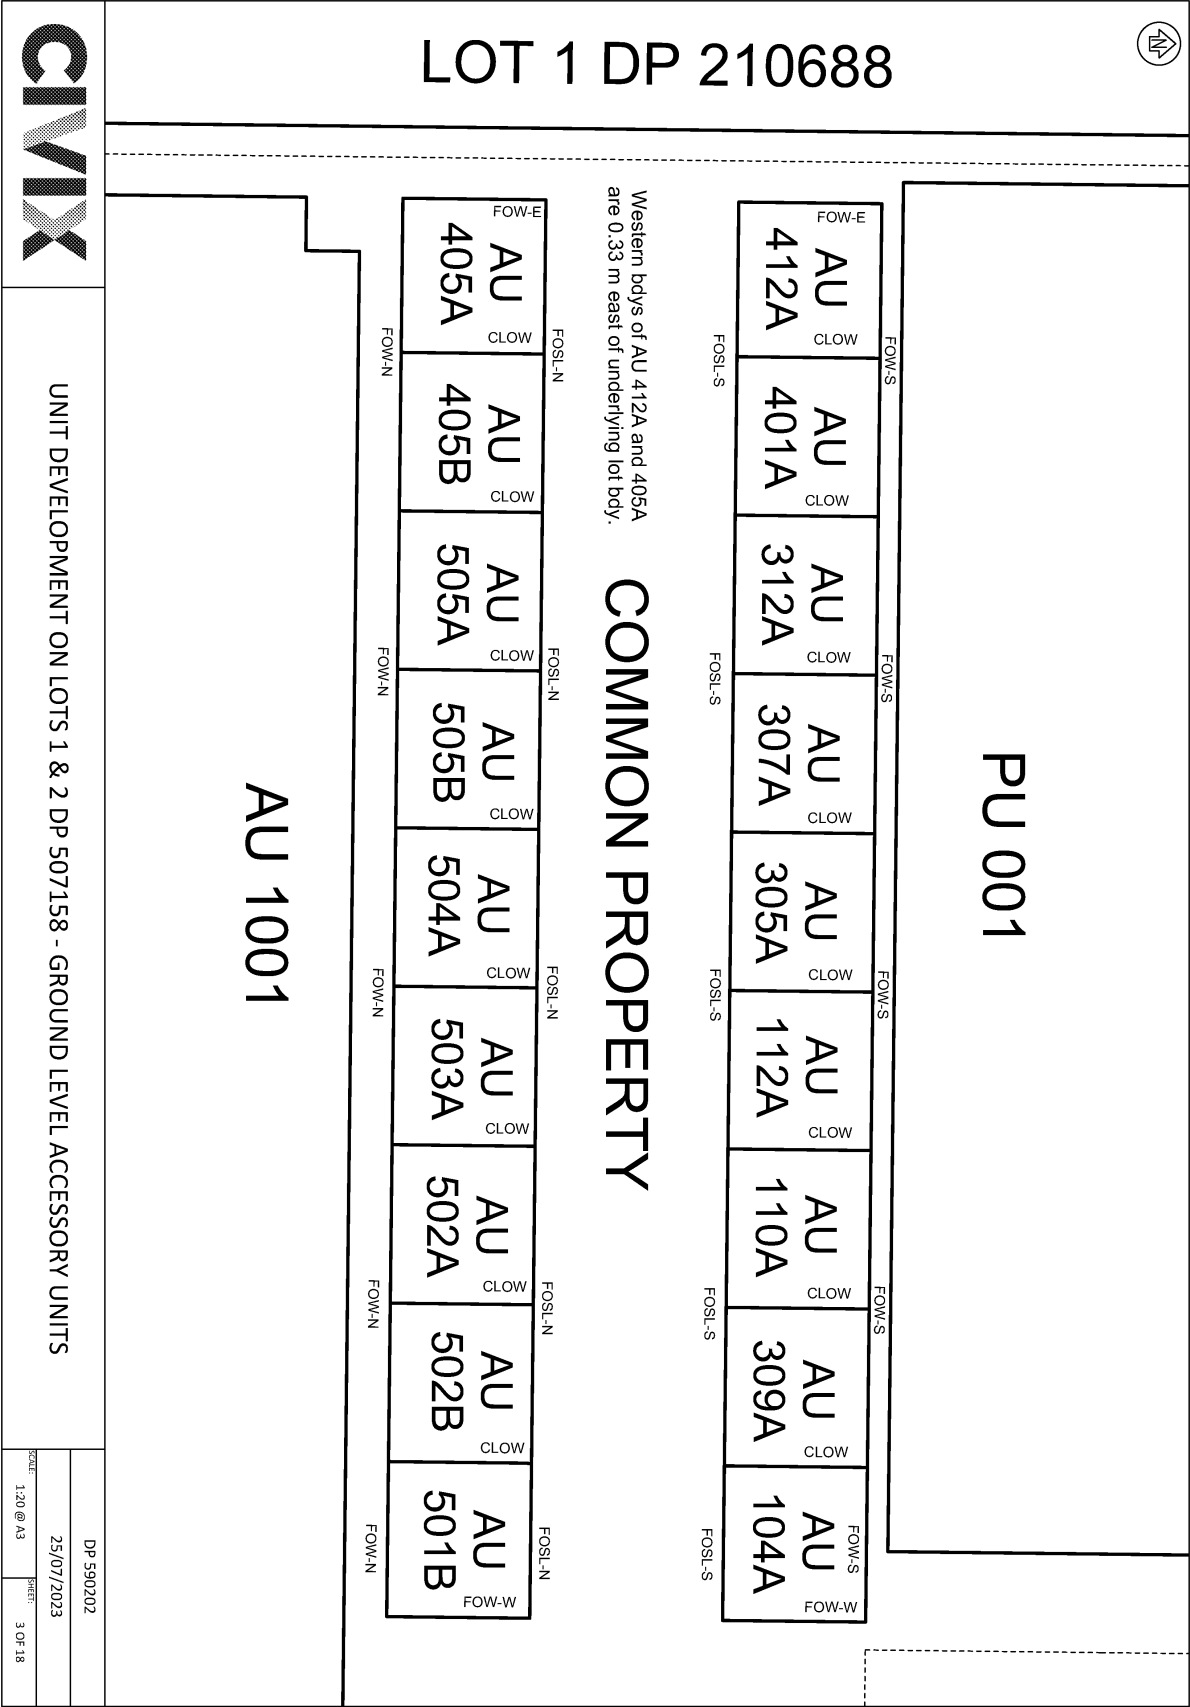 N
LOT 1 DP 210688
PU 001
FOW-S
FOW-S
FOW-S
FOW-S
FOW-E
AU
412A
CLOW
AU
401A
CLOW
AU
312A
CLOW
AU
307A
CLOW
AU
305A
CLOW
AU
112A
CLOW
AU
110A
CLOW
AU
309A
CLOW
FOW-S
AU
104A
FOW-W
FOSL-S
FOSL-S
FOSL-S
FOSL-S
FOSL-S
Western bdys of AU 412A and 405A
are 0.33 m east of underlying lot bdy.
COMMON PROPERTY
FOSL-N
FOSL-N
FOSL-N
FOSL-N
FOSL-N
FOW-E
AU
405A
CLOW
AU
405B
CLOW
AU
505A
CLOW
AU
505B
CLOW
AU
504A
CLOW
AU
503A
CLOW
AU
502A
CLOW
AU
502B
CLOW
AU
501B
FOW-W
FOW-N
FOW-N
FOW-N
FOW-N
FOW-N
AU 1001
CIVIX
UNIT DEVELOPMENT ON LOTS 1 & 2 DP 507158 - GROUND LEVEL ACCESSORY UNITS
DP 590202
25/07/2023
SCALE:
1:20 @ A3
SHEET:
3 OF 18